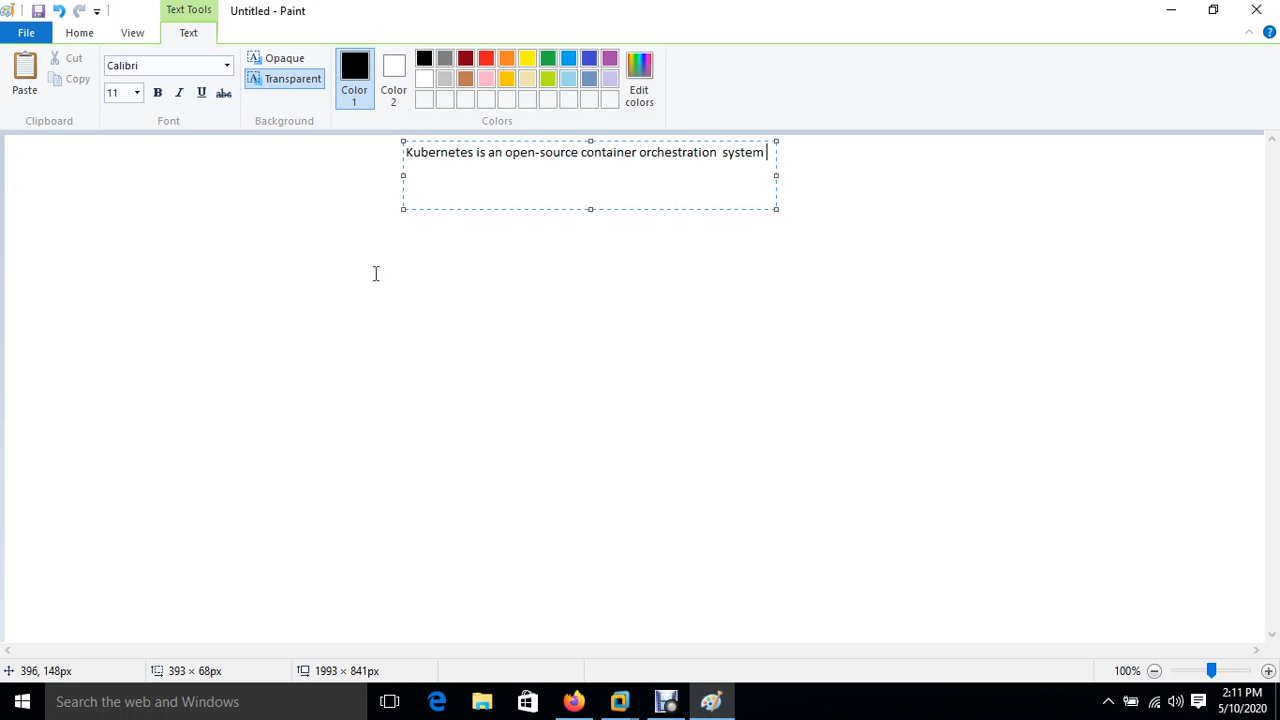 Text Tools
Untitled - Paint
File
Home
View
Text
Paste
Cut
Copy
Clipboard
Calibri
11
B I U abc
Font
Opaque
Transparent
Background
Color 1
Color 2
Edit colors
Colors
Kubernetes is an open-source container orchestration  system
396, 148px
393 × 68px
1993 × 841px
100%
Search the web and Windows
2:11 PM
5/10/2020